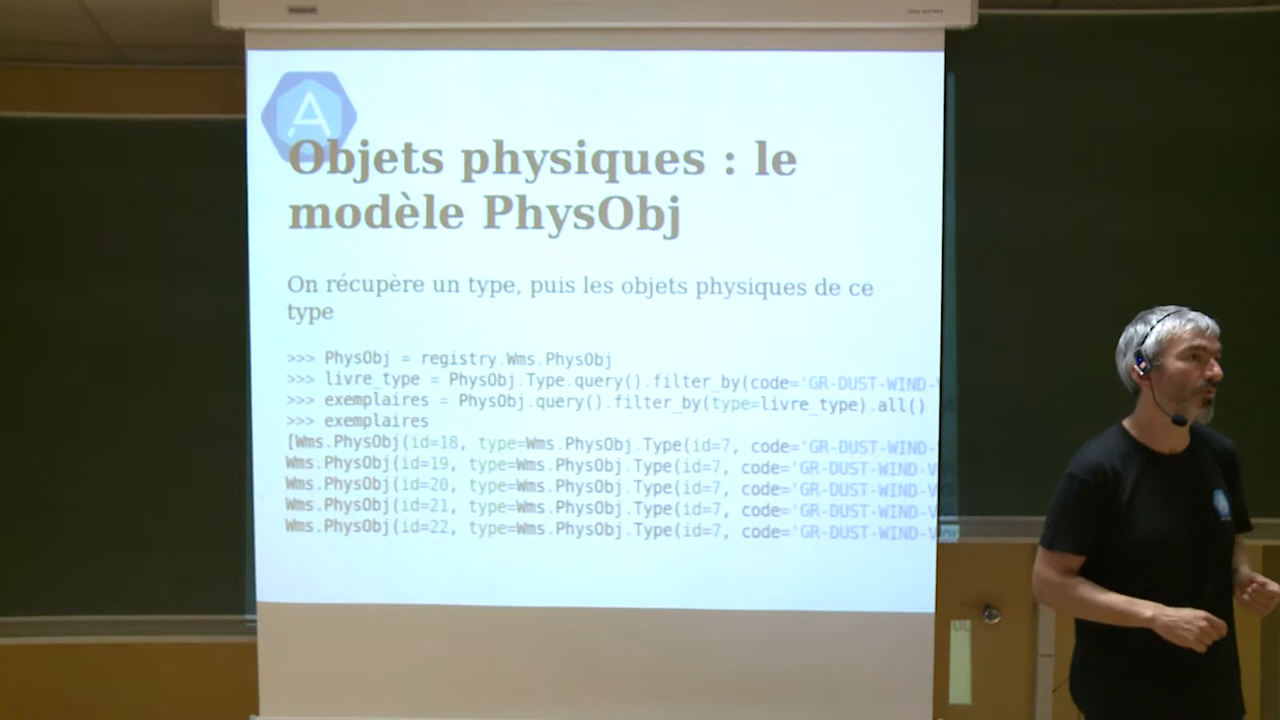 A
Objets physiques : le
modèle PhysObj
On récupère un type, puis les objets physiques de ce
type
>>> PhysObj = registry.Wms.PhysObj
>>> livre_type = PhysObj.Type.query().filter_by(code='GR-DUST-WIND-
>>> exemplaires = PhysObj.query().filter_by(type=livre_type).all()
>>> exemplaires
[Wms.PhysObj(id=18, type=Wms.PhysObj.Type(id=7, code='GR-DUST-WIND-
Wms.PhysObj(id=19, type=Wms.PhysObj.Type(id=7, code='GR-DUST-WIND-V
Wms.PhysObj(id=20, type=Wms.PhysObj.Type(id=7, code='GR-DUST-WIND-V
Wms.PhysObj(id=21, type=Wms.PhysObj.Type(id=7, code='GR-DUST-WIND-V
Wms.PhysObj(id=22, type=Wms.PhysObj.Type(id=7, code='GR-DUST-WIND-V